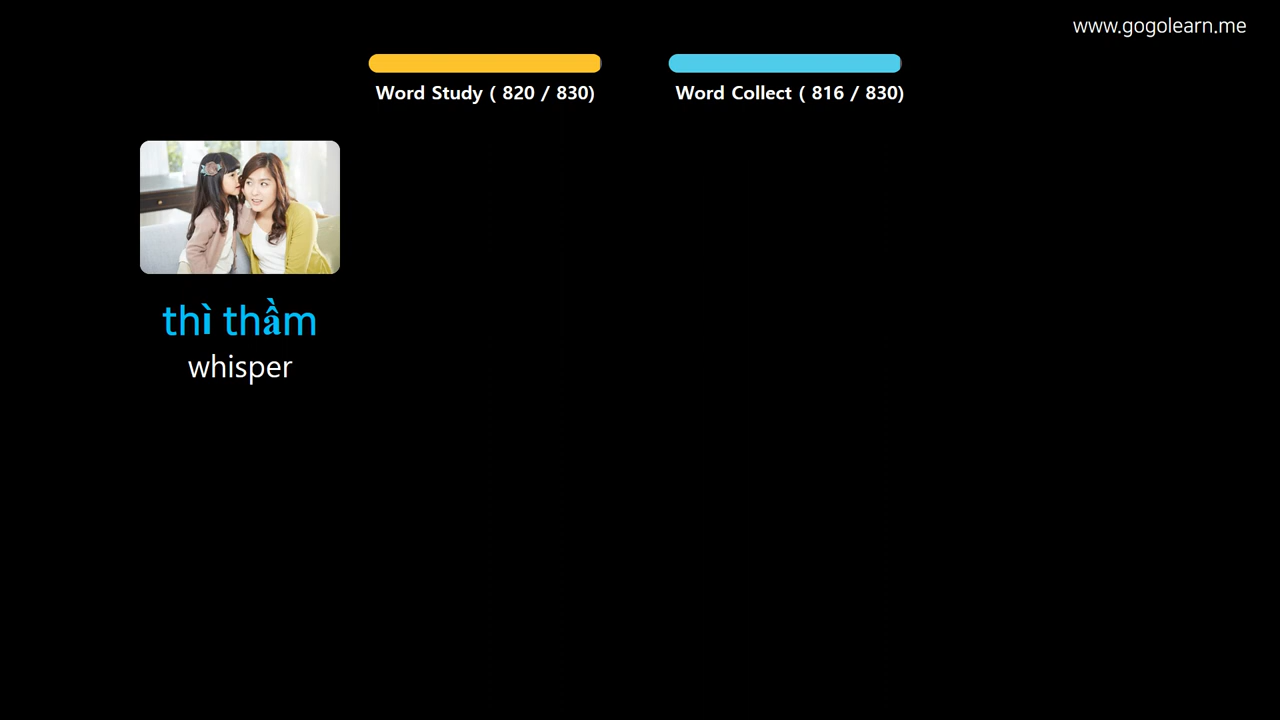 www.gogolearn.me
Word Study ( 820 / 830)
Word Collect ( 816 / 830)
thì thầm
whisper